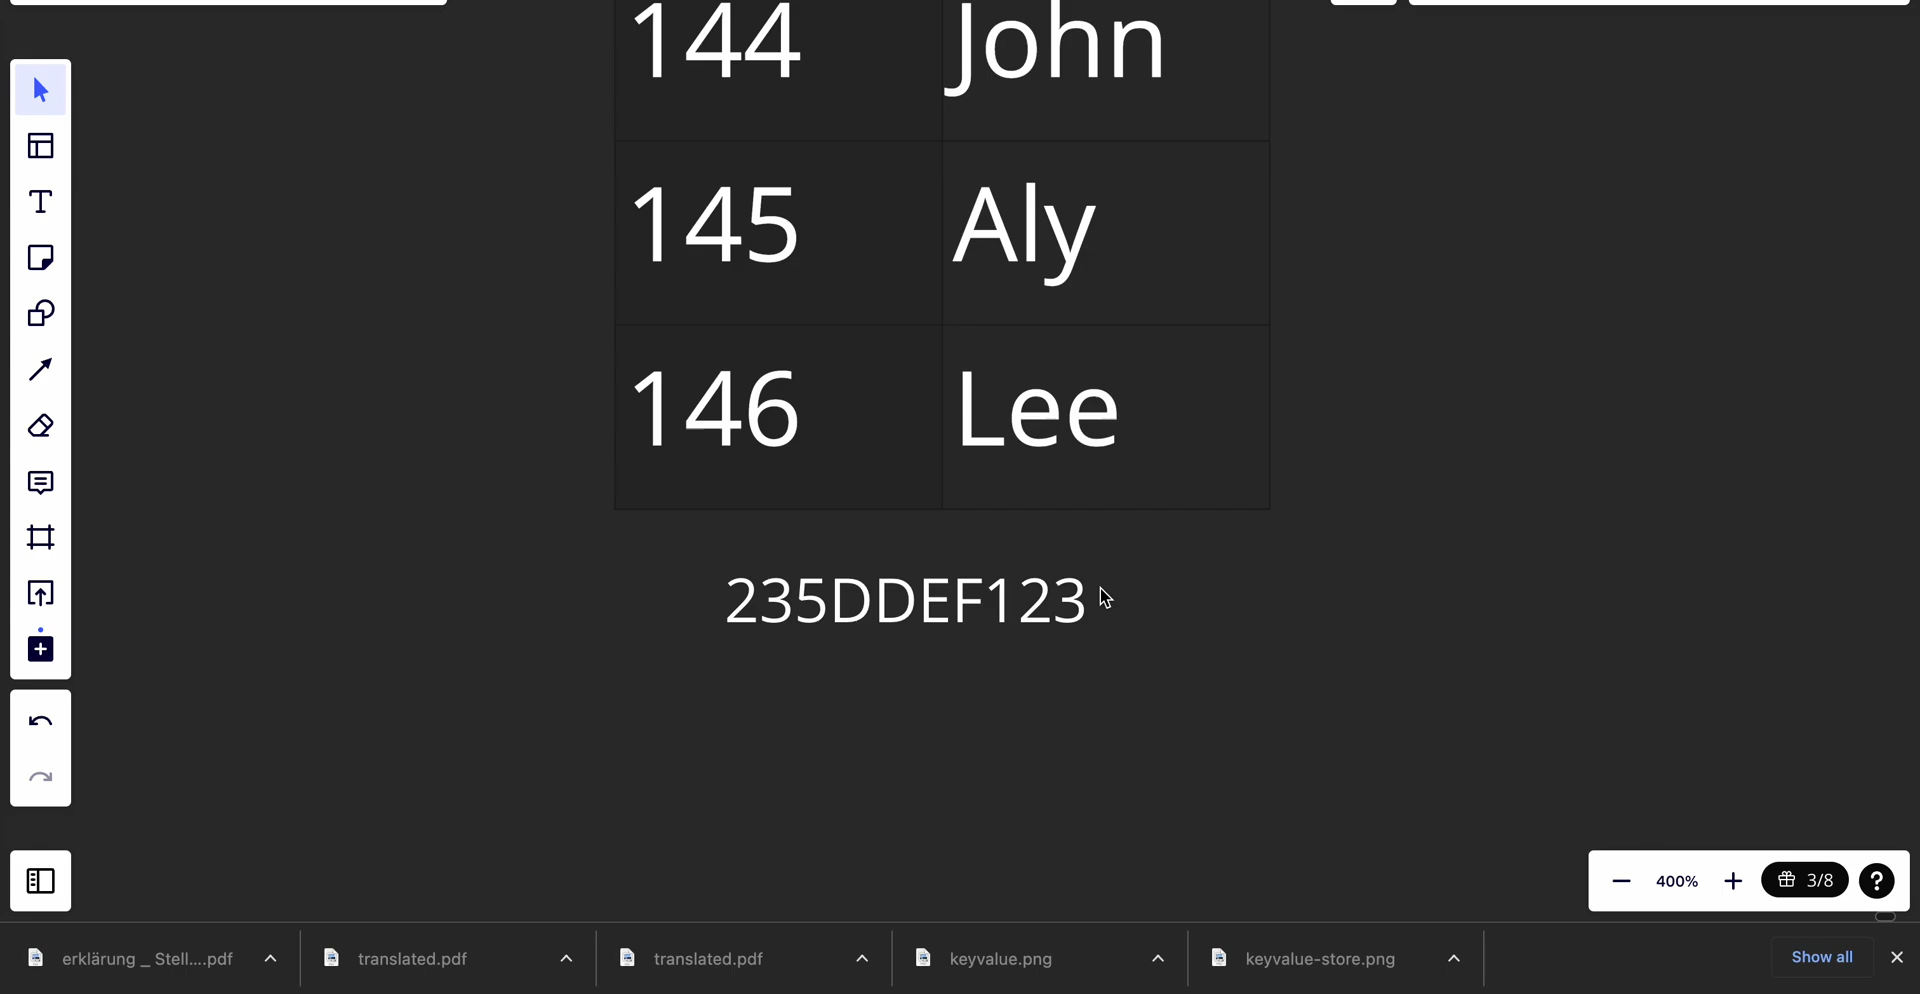 144 John
145 Aly
146 Lee
235DDEF123
400% 3/8 ?
erklärung _ Stell....pdf translated.pdf translated.pdf keyvalue.png keyvalue-store.png Show all